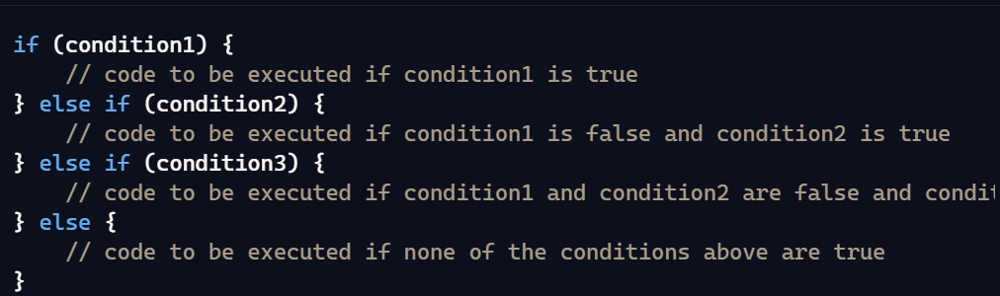 if (condition1) {
    // code to be executed if condition1 is true
} else if (condition2) {
    // code to be executed if condition1 is false and condition2 is true
} else if (condition3) {
    // code to be executed if condition1 and condition2 are false and
} else {
    // code to be executed if none of the conditions above are true
}